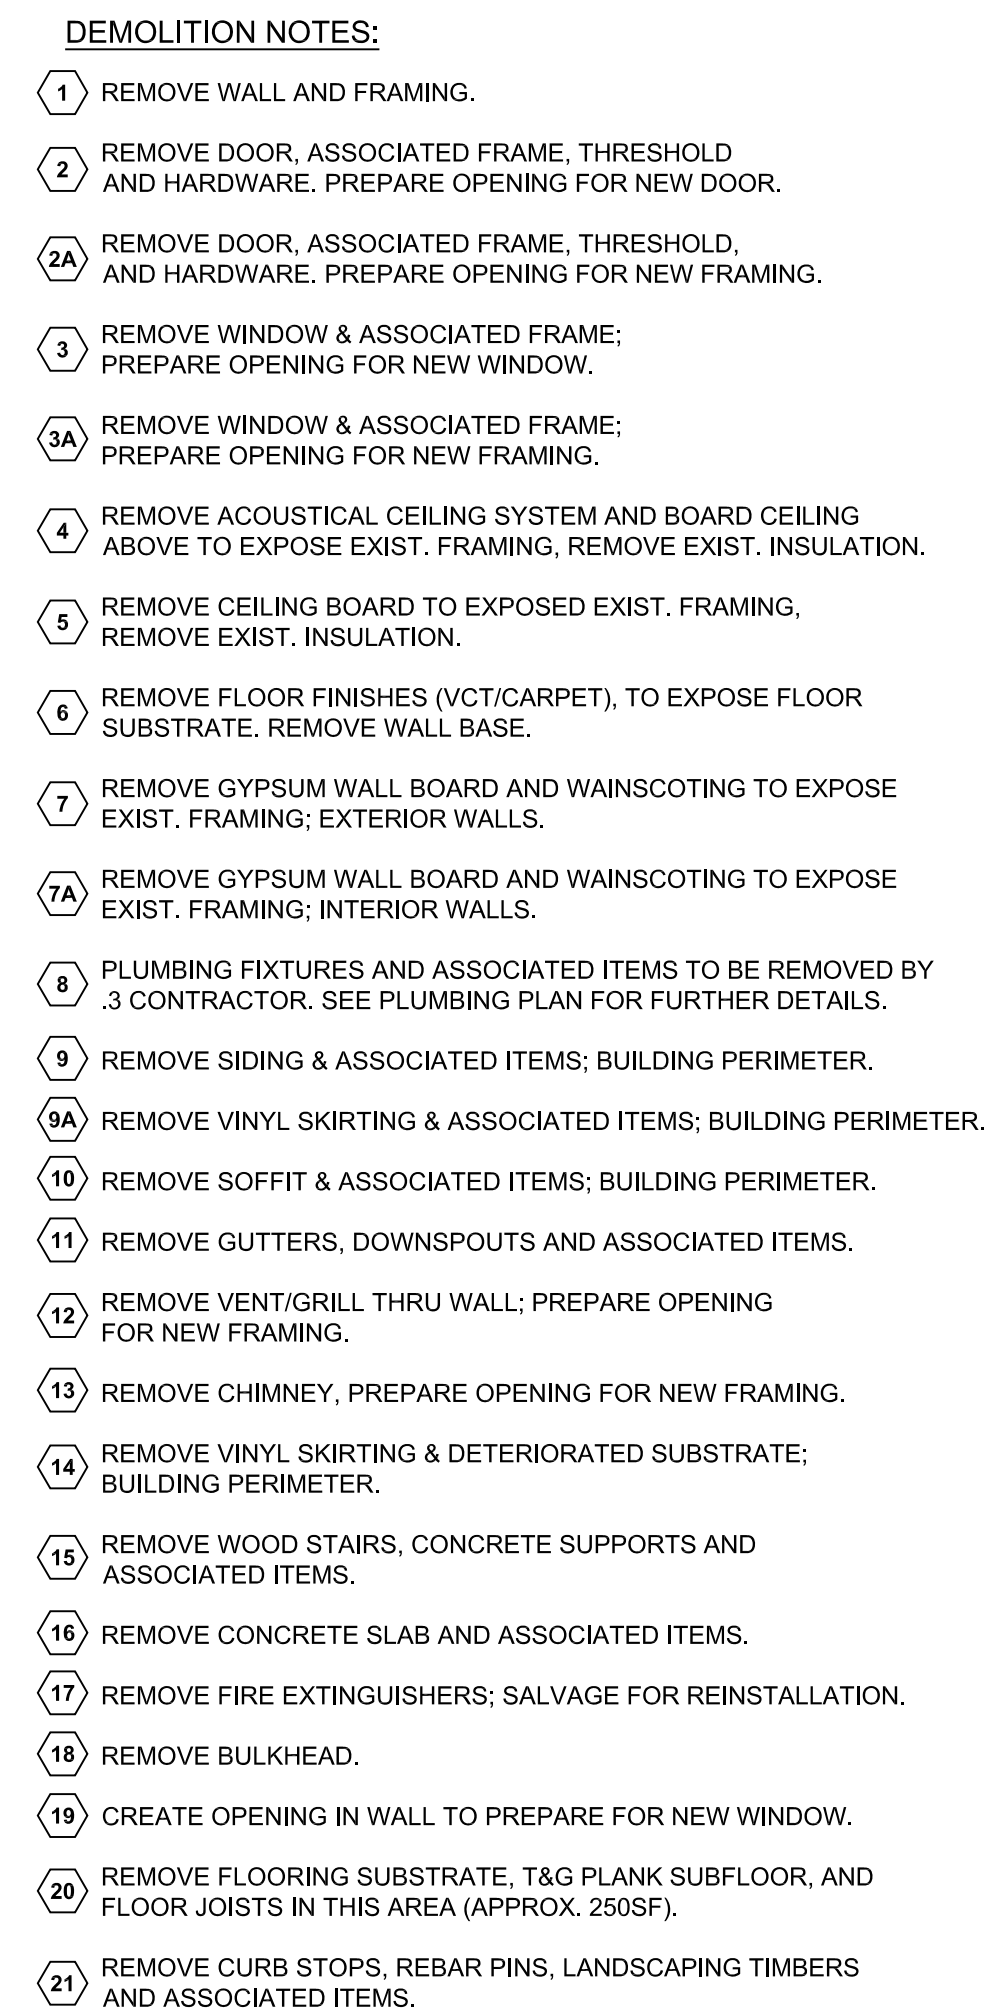 DEMOLITION NOTES:
1 REMOVE WALL AND FRAMING.
2 REMOVE DOOR, ASSOCIATED FRAME, THRESHOLD
AND HARDWARE. PREPARE OPENING FOR NEW DOOR.
2A REMOVE DOOR, ASSOCIATED FRAME, THRESHOLD,
AND HARDWARE. PREPARE OPENING FOR NEW FRAMING.
3 REMOVE WINDOW & ASSOCIATED FRAME;
PREPARE OPENING FOR NEW WINDOW.
3A REMOVE WINDOW & ASSOCIATED FRAME;
PREPARE OPENING FOR NEW FRAMING.
4 REMOVE ACOUSTICAL CEILING SYSTEM AND BOARD CEILING
ABOVE TO EXPOSE EXIST. FRAMING, REMOVE EXIST. INSULATION.
5 REMOVE CEILING BOARD TO EXPOSED EXIST. FRAMING,
REMOVE EXIST. INSULATION.
6 REMOVE FLOOR FINISHES (VCT/CARPET), TO EXPOSE FLOOR
SUBSTRATE. REMOVE WALL BASE.
7 REMOVE GYPSUM WALL BOARD AND WAINSCOTING TO EXPOSE
EXIST. FRAMING; EXTERIOR WALLS.
7A REMOVE GYPSUM WALL BOARD AND WAINSCOTING TO EXPOSE
EXIST. FRAMING; INTERIOR WALLS.
8 PLUMBING FIXTURES AND ASSOCIATED ITEMS TO BE REMOVED BY
.3 CONTRACTOR. SEE PLUMBING PLAN FOR FURTHER DETAILS.
9 REMOVE SIDING & ASSOCIATED ITEMS; BUILDING PERIMETER.
9A REMOVE VINYL SKIRTING & ASSOCIATED ITEMS; BUILDING PERIMETER.
10 REMOVE SOFFIT & ASSOCIATED ITEMS; BUILDING PERIMETER.
11 REMOVE GUTTERS, DOWNSPOUTS AND ASSOCIATED ITEMS.
12 REMOVE VENT/GRILL THRU WALL; PREPARE OPENING
FOR NEW FRAMING.
13 REMOVE CHIMNEY, PREPARE OPENING FOR NEW FRAMING.
14 REMOVE VINYL SKIRTING & DETERIORATED SUBSTRATE;
BUILDING PERIMETER.
15 REMOVE WOOD STAIRS, CONCRETE SUPPORTS AND
ASSOCIATED ITEMS.
16 REMOVE CONCRETE SLAB AND ASSOCIATED ITEMS.
17 REMOVE FIRE EXTINGUISHERS; SALVAGE FOR REINSTALLATION.
18 REMOVE BULKHEAD.
19 CREATE OPENING IN WALL TO PREPARE FOR NEW WINDOW.
20 REMOVE FLOORING SUBSTRATE, T&G PLANK SUBFLOOR, AND
FLOOR JOISTS IN THIS AREA (APPROX. 250SF).
21 REMOVE CURB STOPS, REBAR PINS, LANDSCAPING TIMBERS
AND ASSOCIATED ITEMS.